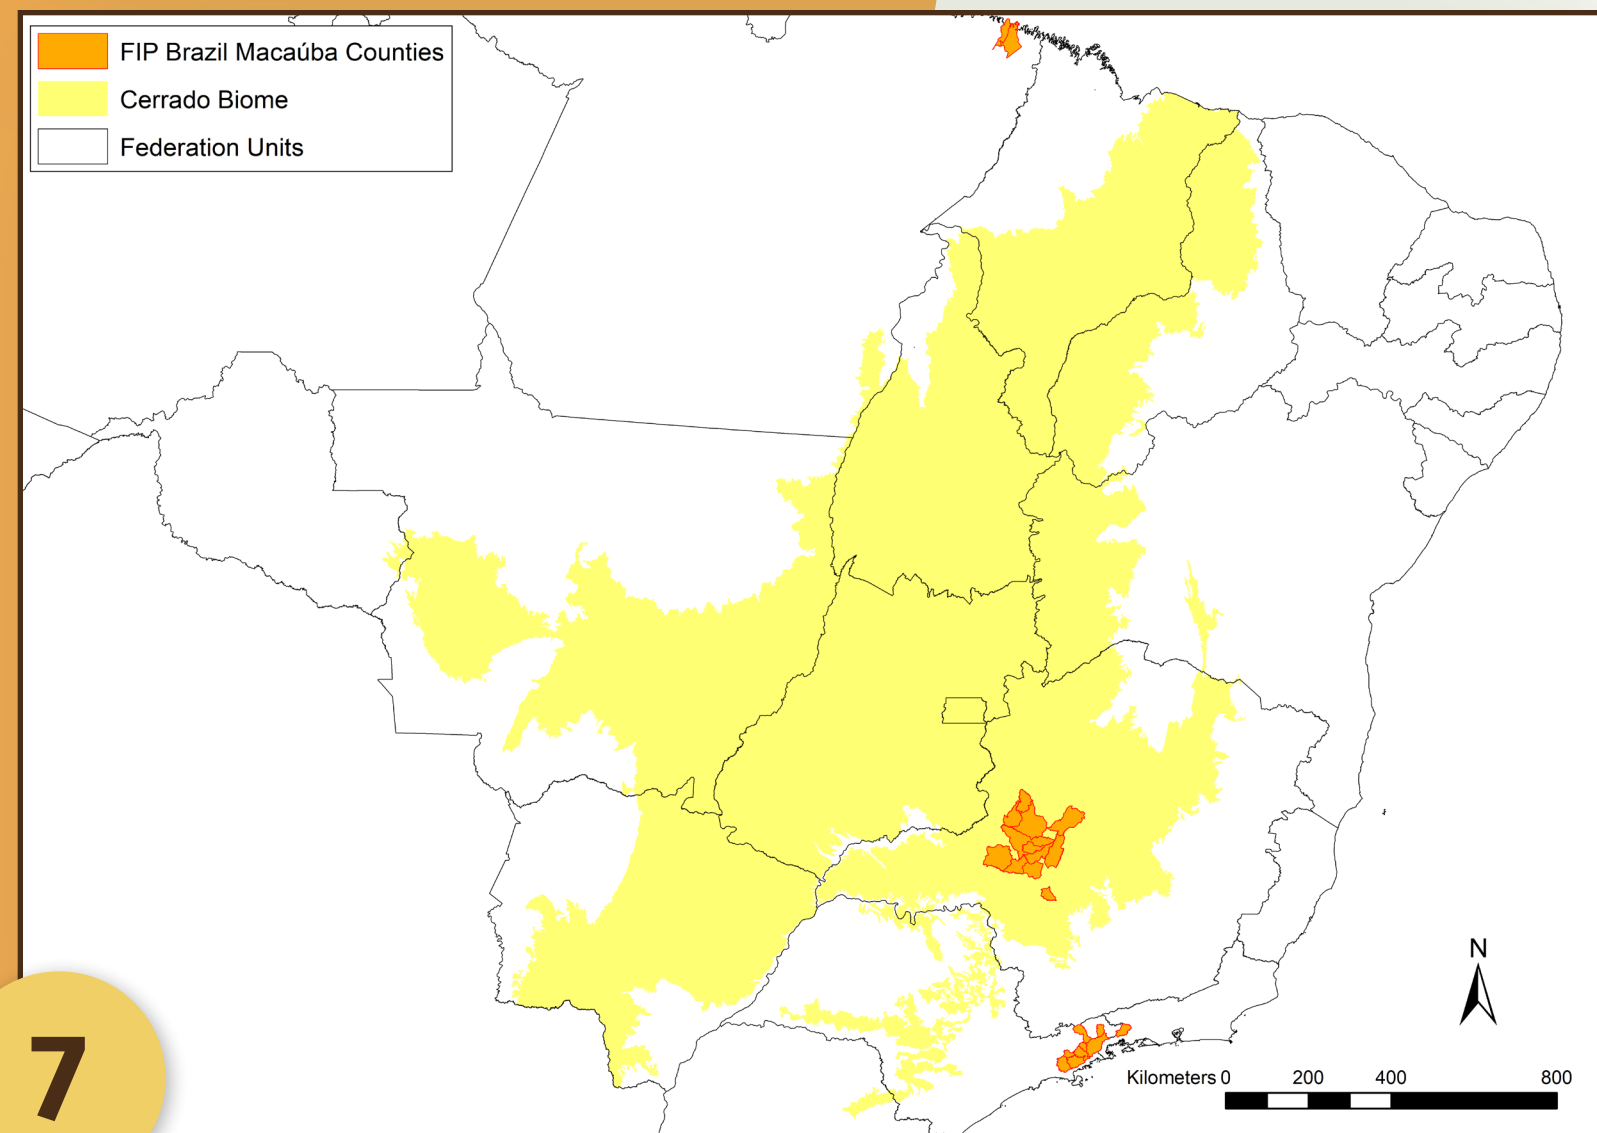 FIP Brazil Macaúba Counties
Cerrado Biome
Federation Units
N
Kilometers 0 200 400 800
7